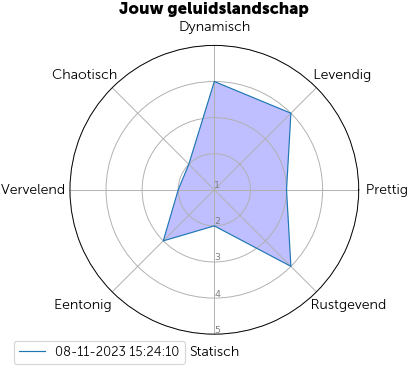 Jouw geluidslandschap
Dynamisch
Chaotisch
Levendig
Vervelend
1
Prettig
2
3
4
Eentonig
Rustgevend
5
08-11-2023 15:24:10
Statisch